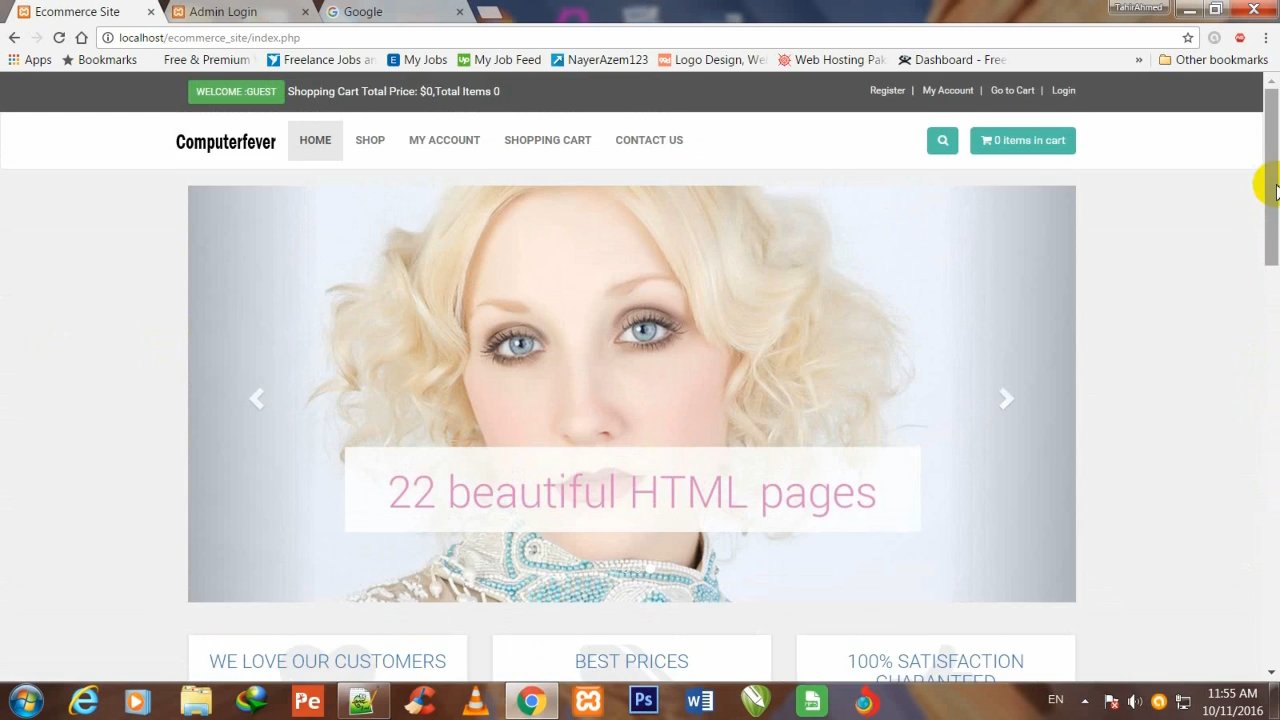 Ecommerce Site
Admin Login
Google
TahirAhmed
localhost/ecommerce_site/index.php
Apps
Bookmarks
Free & Premium
Freelance Jobs an
My Jobs
My Job Feed
NayerAzem123
Logo Design, We
Web Hosting Pak
Dashboard - Free
»
Other bookmarks
WELCOME :GUEST
Shopping Cart Total Price: $0,Total Items 0
Register |
My Account |
Go to Cart |
Login
Computerfever
HOME
SHOP
MY ACCOUNT
SHOPPING CART
CONTACT US
0 items in cart
22 beautiful HTML pages
WE LOVE OUR CUSTOMERS
BEST PRICES
100% SATISFACTION
GUARANTEED
EN
11:55 AM
10/11/2016